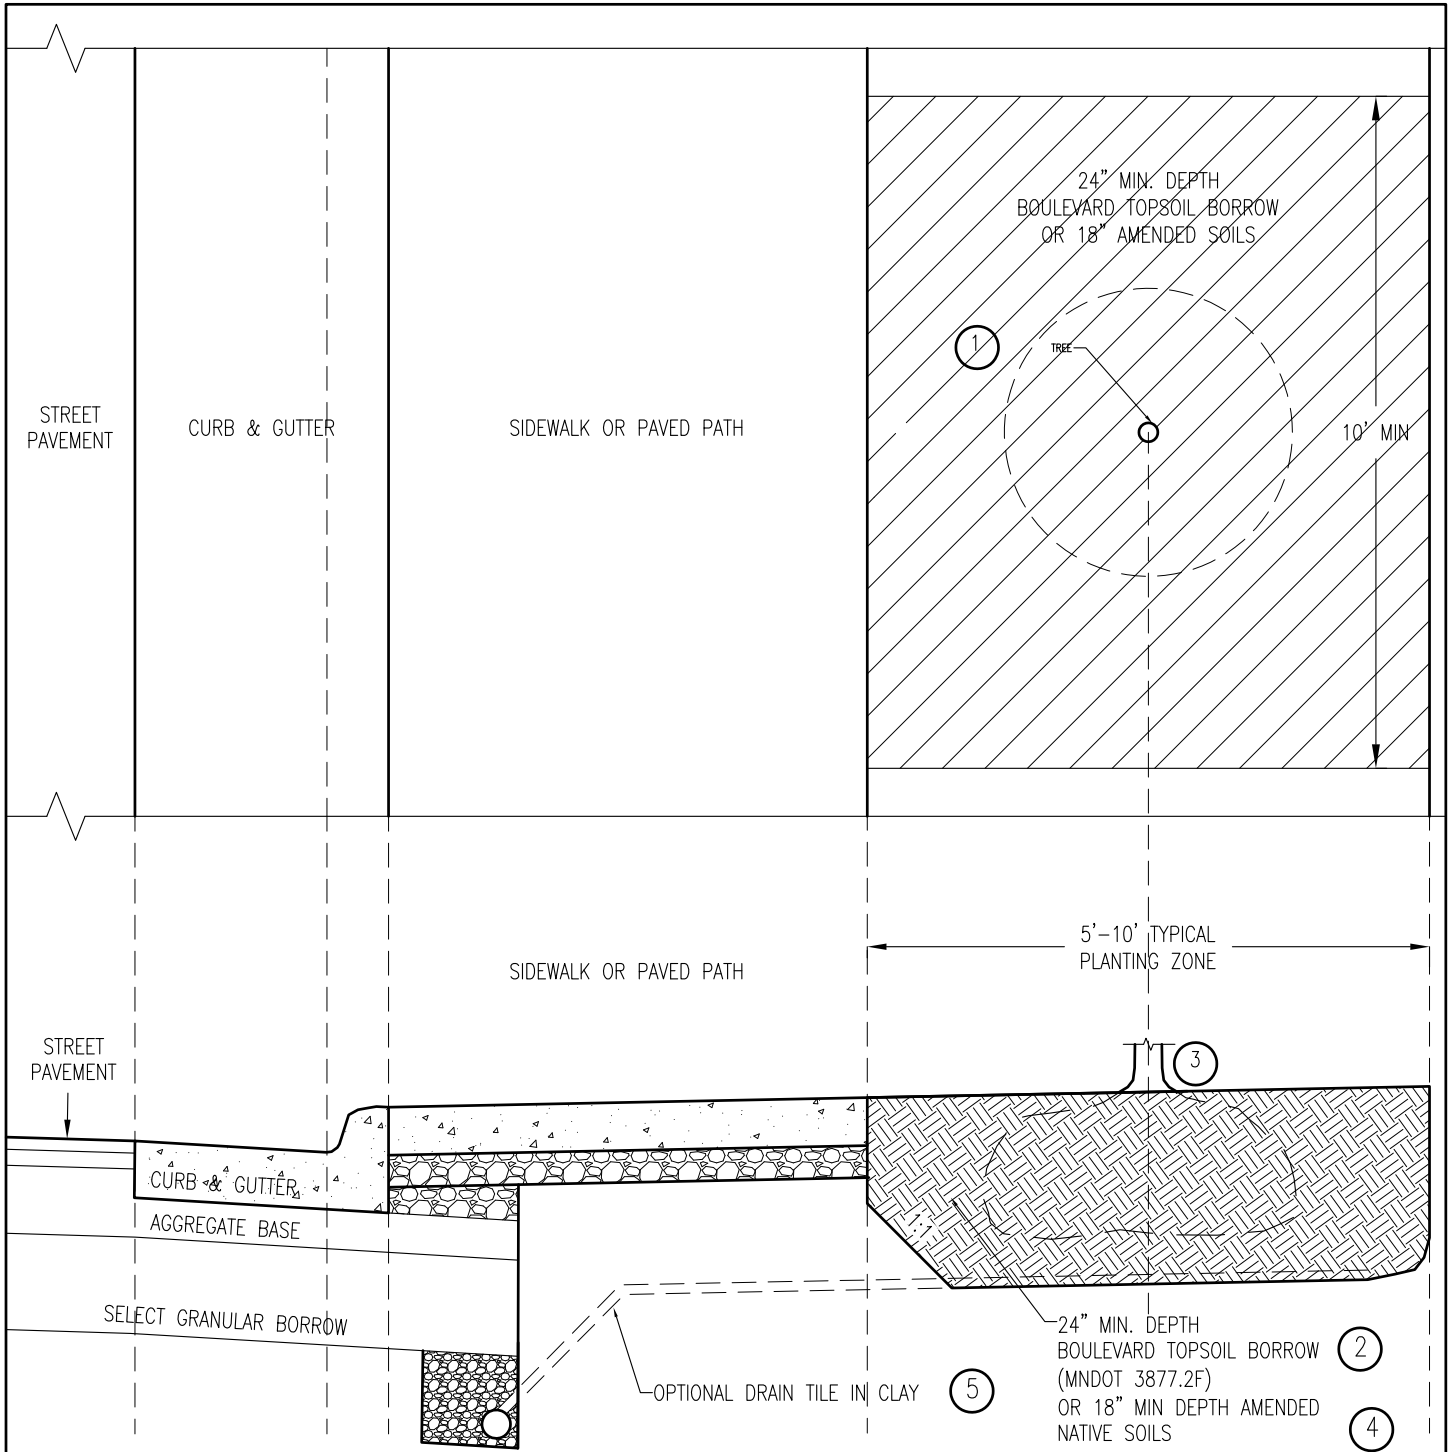 24" MIN. DEPTH
BOULEVARD TOPSOIL BORROW
OR 18" AMENDED SOILS
1
TREE
STREET
PAVEMENT
CURB & GUTTER
SIDEWALK OR PAVED PATH
10' MIN
5'-10' TYPICAL
PLANTING ZONE
SIDEWALK OR PAVED PATH
STREET
PAVEMENT
3
CURB & GUTTER
AGGREGATE BASE
1:1
SELECT GRANULAR BORROW
24" MIN. DEPTH
BOULEVARD TOPSOIL BORROW
2
(MNDOT 3877.2F)
OR 18" MIN DEPTH AMENDED
NATIVE SOILS
4
OPTIONAL DRAIN TILE IN CLAY
5